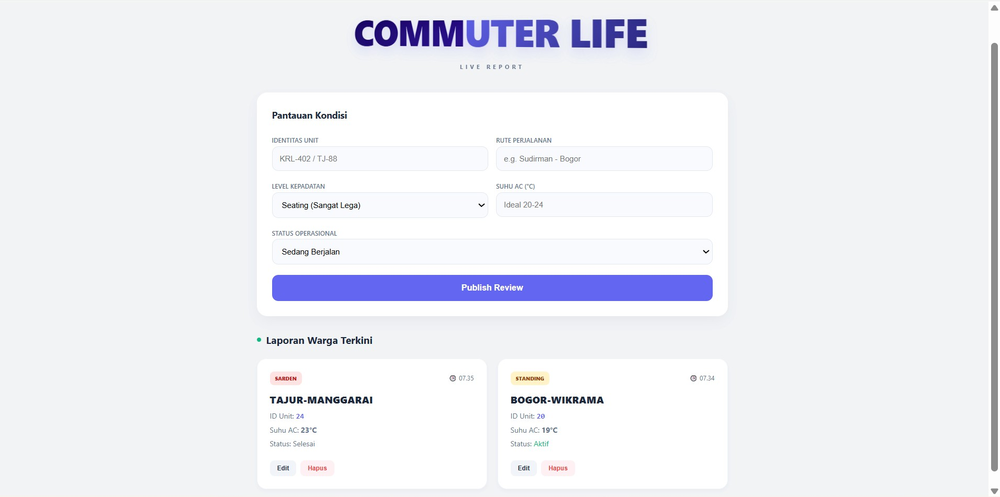 COMMUTER LIFE
LIVE REPORT
Pantauan Kondisi
IDENTITAS UNIT
KRL-402 / TJ-88
RUTE PERJALANAN
e.g. Sudirman - Bogor
LEVEL KEPADATAN
Seating (Sangat Lega)
SUHU AC (°C)
Ideal 20-24
STATUS OPERASIONAL
Sedang Berjalan
Publish Review
Laporan Warga Terkini
SARDEN
07.35
TAJUR-MANGGARAI
ID Unit: 24
Suhu AC: 23°C
Status: Selesai
Edit
Hapus
STANDING
07.34
BOGOR-WIKRAMA
ID Unit: 20
Suhu AC: 19°C
Status: Aktif
Edit
Hapus